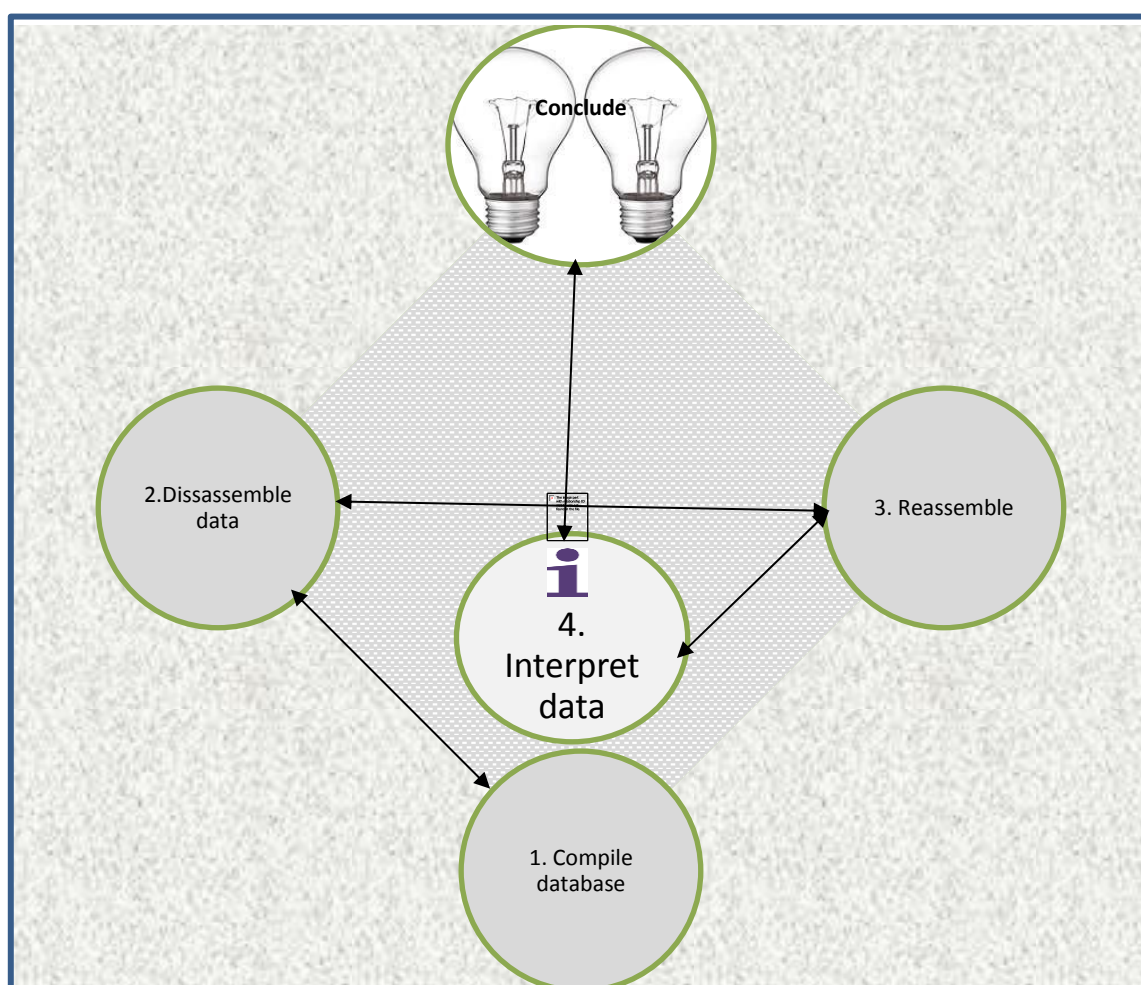 Conclude
2.Dissassemble
data
3. Reassemble
i
4.
Interpret
data
1. Compile
database